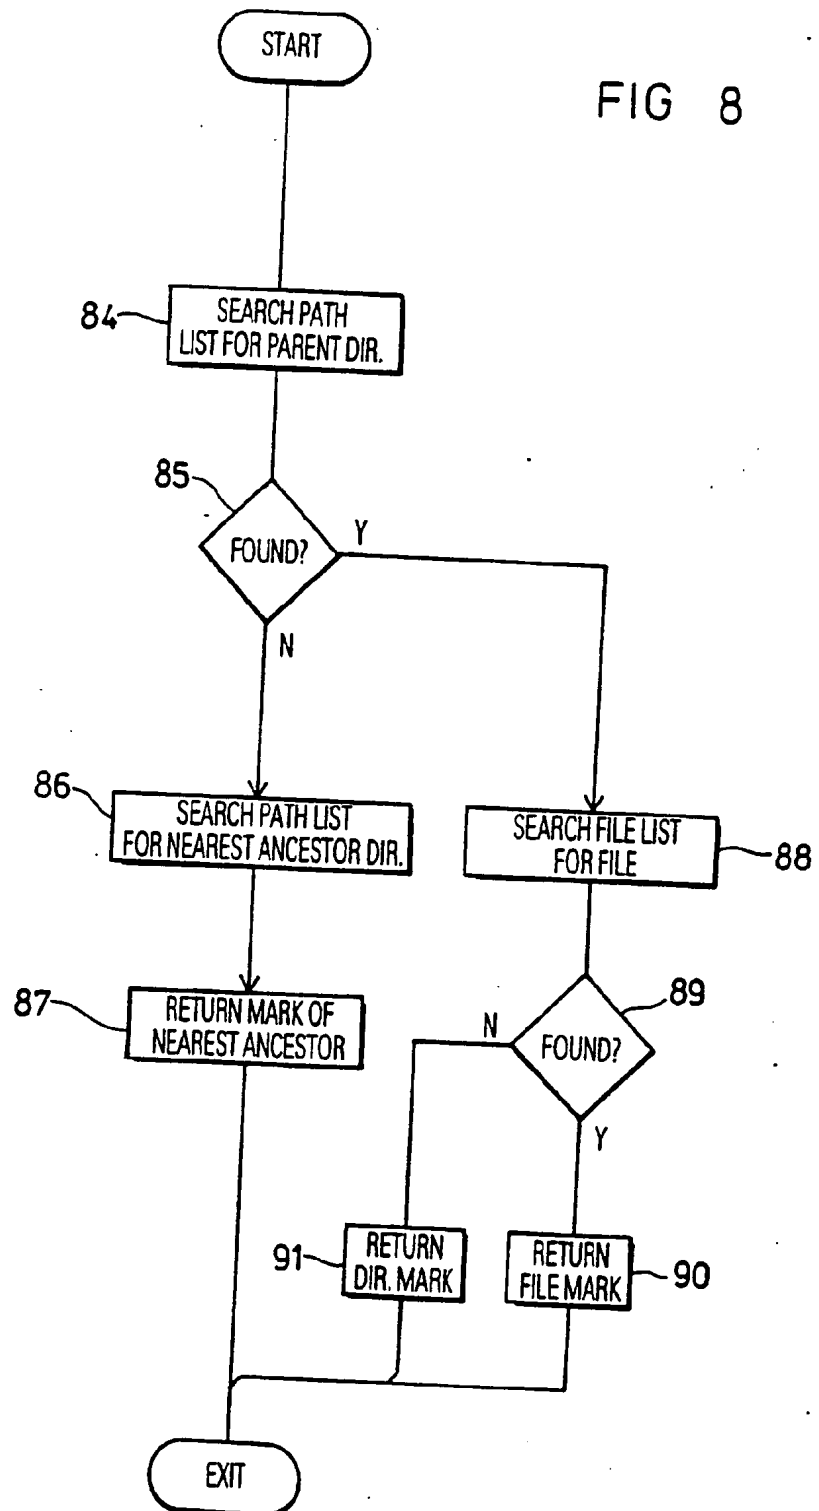 START
FIG 8
84
SEARCH PATH
LIST FOR PARENT DIR.
85
FOUND?
Y
N
86
SEARCH PATH LIST
FOR NEAREST ANCESTOR DIR.
SEARCH FILE LIST
FOR FILE
88
87
RETURN MARK OF
NEAREST ANCESTOR
89
N
FOUND?
Y
91
RETURN
DIR. MARK
RETURN
FILE MARK
90
EXIT